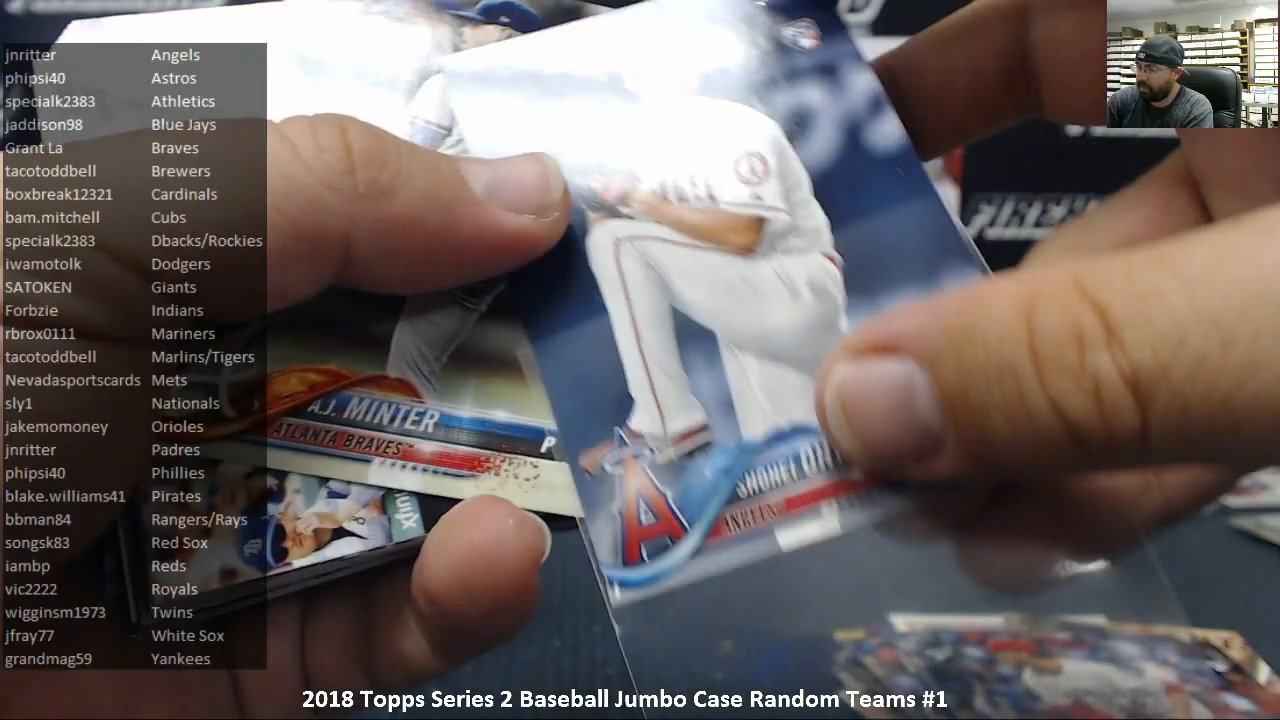 jnritter Angels
phipsi40 Astros
specialk2383 Athletics
jaddison98 Blue Jays
Grant La Braves
tacotoddbell Brewers
boxbreak12321 Cardinals
bam.mitchell Cubs
specialk2383 Dbacks/Rockies
iwamotolk Dodgers
SATOKEN Giants
Forbzie Indians
rbrox0111 Mariners
tacotoddbell Marlins/Tigers
Nevadasportscards Mets
sly1 Nationals
jakemomoney Orioles
jnritter Padres
phipsi40 Phillies
blake.williams41 Pirates
bbman84 Rangers/Rays
songsk83 Red Sox
iambp Reds
vic2222 Royals
wigginsm1973 Twins
jfray77 White Sox
grandmag59 Yankees
A.J. MINTER
ATLANTA BRAVES™
P
A
SHOHEI
ANGELS
2018 Topps Series 2 Baseball Jumbo Case Random Teams #1